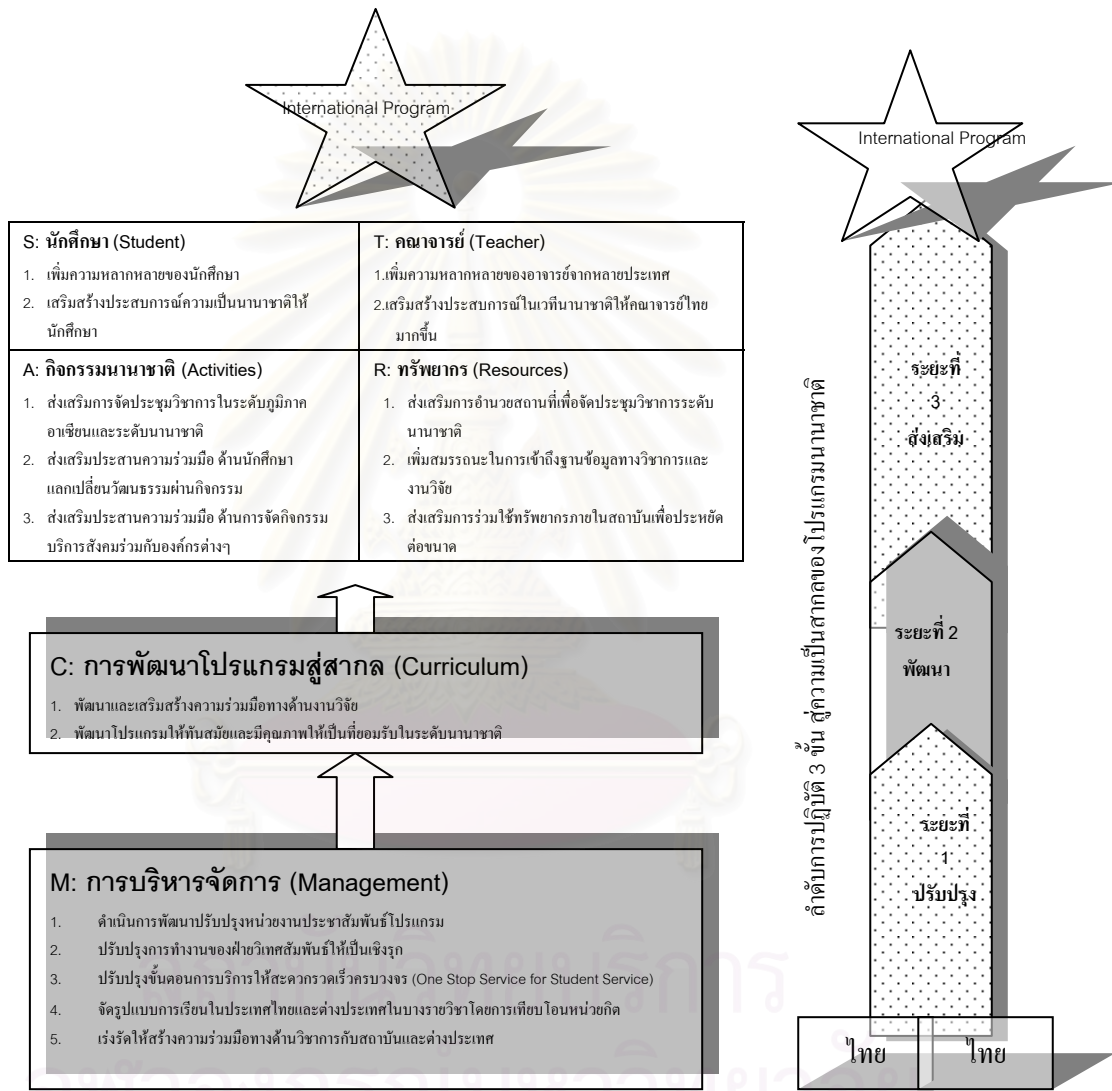 International Program
S: นักศึกษา (Student)
1. เพิ่มความหลากหลายของนักศึกษา
2. เสริมสร้างประสบการณ์ความเป็นนานาชาติให้
นักศึกษา
T: คณาจารย์ (Teacher)
1.เพิ่มความหลากหลายของอาจารย์จากหลายประเทศ
2.เสริมสร้างประสบการณ์ในเวทีนานาชาติให้คณาจารย์ไทย
มากขึ้น
A: กิจกรรมนานาชาติ (Activities)
1. ส่งเสริมการจัดประชุมวิชาการในระดับภูมิภาค
อาเซียนและระดับนานาชาติ
2. ส่งเสริมประสานความร่วมมือ ด้านนักศึกษา
แลกเปลี่ยนวัฒนธรรมผ่านกิจกรรม
3. ส่งเสริมประสานความร่วมมือ ด้านการจัดกิจกรรม
บริการสังคมร่วมกับองค์กรต่างๆ
R: ทรัพยากร (Resources)
1. ส่งเสริมการอำนวยสถานที่เพื่อจัดประชุมวิชาการระดับ
นานาชาติ
2. เพิ่มสมรรถนะในการเข้าถึงฐานข้อมูลทางวิชาการและ
งานวิจัย
3. ส่งเสริมการร่วมใช้ทรัพยากรภายในสถาบันเพื่อประหยัด
ต่อขนาด
C: การพัฒนาโปรแกรมสู่สากล (Curriculum)
1. พัฒนาและเสริมสร้างความร่วมมือทางด้านงานวิจัย
2. พัฒนาโปรแกรมให้ทันสมัยและมีคุณภาพให้เป็นที่ยอมรับในระดับนานาชาติ
M: การบริหารจัดการ (Management)
1. ดำเนินการพัฒนาปรับปรุงหน่วยงานประชาสัมพันธ์โปรแกรม
2. ปรับปรุงการทำงานของฝ่ายวิเทศสัมพันธ์ให้เป็นเชิงรุก
3. ปรับปรุงขั้นตอนการบริการให้สะดวกรวดเร็วครบวงจร (One Stop Service for Student Service)
4. จัดรูปแบบการเรียนในประเทศไทยและต่างประเทศในบางรายวิชาโดยการเทียบโอนหน่วยกิต
5. เร่งรัดให้สร้างความร่วมมือทางด้านวิชาการกับสถาบันและต่างประเทศ
สถาบันวิทยบริการ
จุฬาลงกรณ์มหาวิทยาลัย
International Program
ลำดับการปฏิบัติ 3 ขั้น สู่ความเป็นสากลของโปรแกรมนานาชาติ
ระยะที่
3
ส่งเสริม
ระยะที่ 2
พัฒนา
ระยะที่
1
ปรับปรุง
ไทย
ไทย